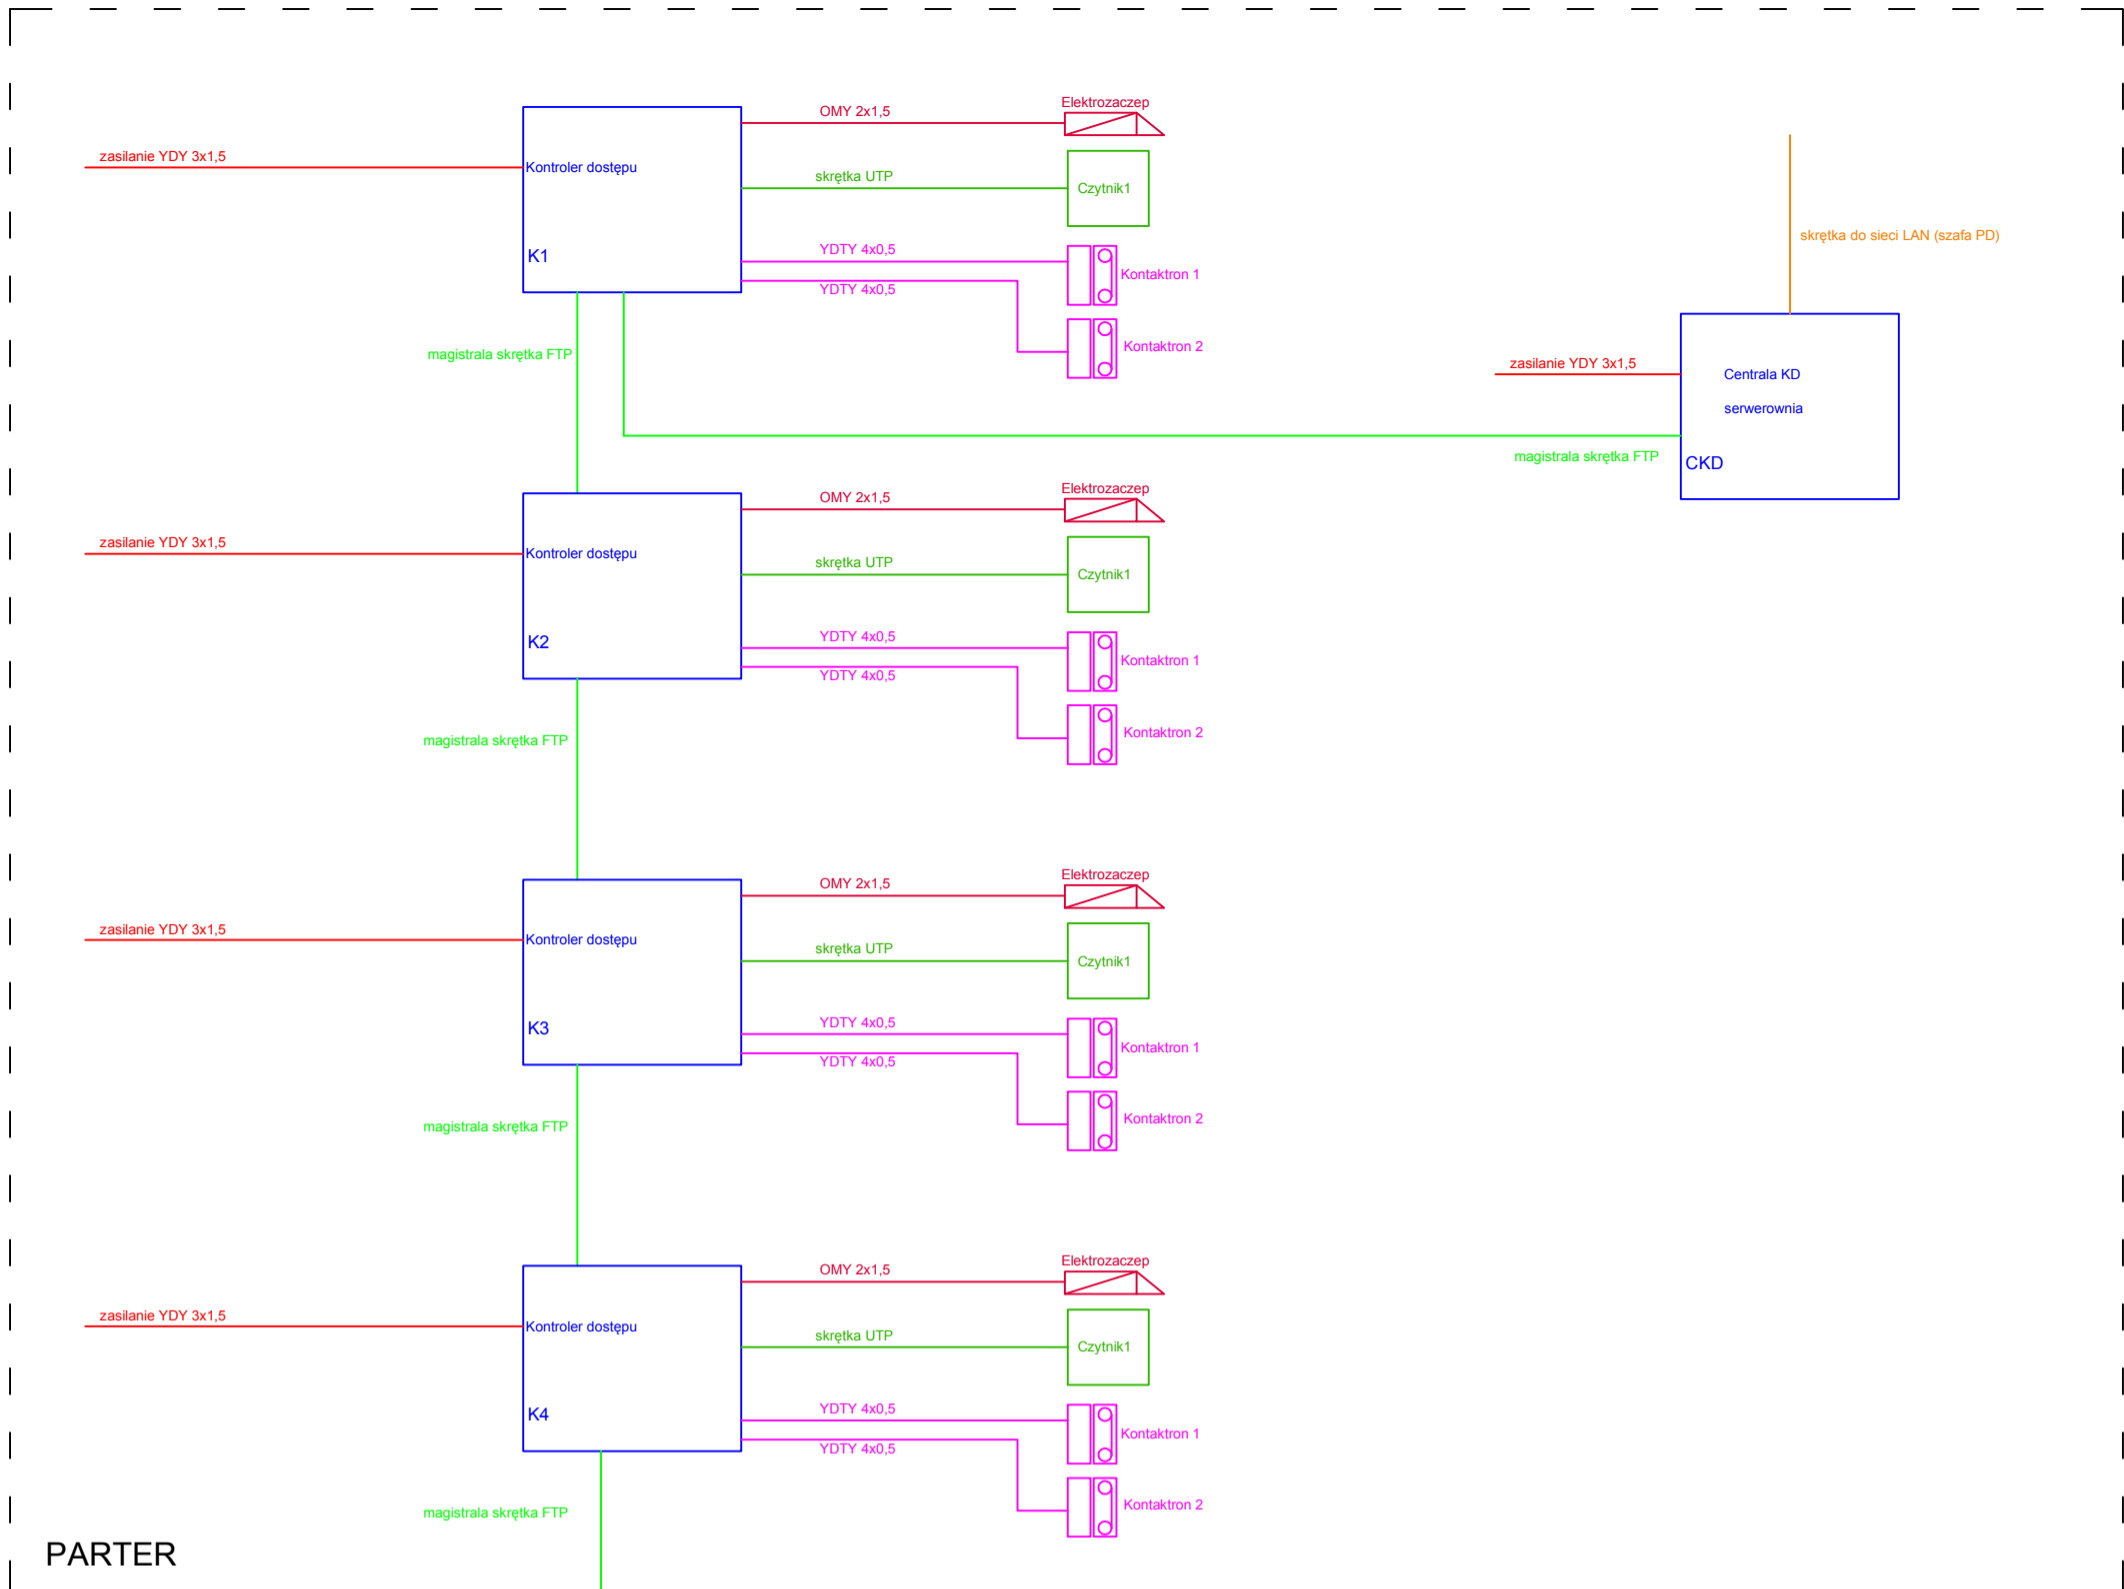 OMY 2x1,5
Elektrozaczep
zasilanie YDY 3x1,5
Kontroler dostępu
skrętka UTP
Czytnik1
K1
YDTY 4x0,5
Kontaktron 1
YDTY 4x0,5
Kontaktron 2
magistrala skrętka FTP
skrętka do sieci LAN (szafa PD)
zasilanie YDY 3x1,5
Centrala KD
serwerownia
magistrala skrętka FTP
CKD
OMY 2x1,5
Elektrozaczep
zasilanie YDY 3x1,5
Kontroler dostępu
skrętka UTP
Czytnik1
K2
YDTY 4x0,5
Kontaktron 1
YDTY 4x0,5
Kontaktron 2
magistrala skrętka FTP
OMY 2x1,5
Elektrozaczep
zasilanie YDY 3x1,5
Kontroler dostępu
skrętka UTP
Czytnik1
K3
YDTY 4x0,5
Kontaktron 1
YDTY 4x0,5
Kontaktron 2
magistrala skrętka FTP
OMY 2x1,5
Elektrozaczep
zasilanie YDY 3x1,5
Kontroler dostępu
skrętka UTP
Czytnik1
K4
YDTY 4x0,5
Kontaktron 1
YDTY 4x0,5
Kontaktron 2
magistrala skrętka FTP
PARTER